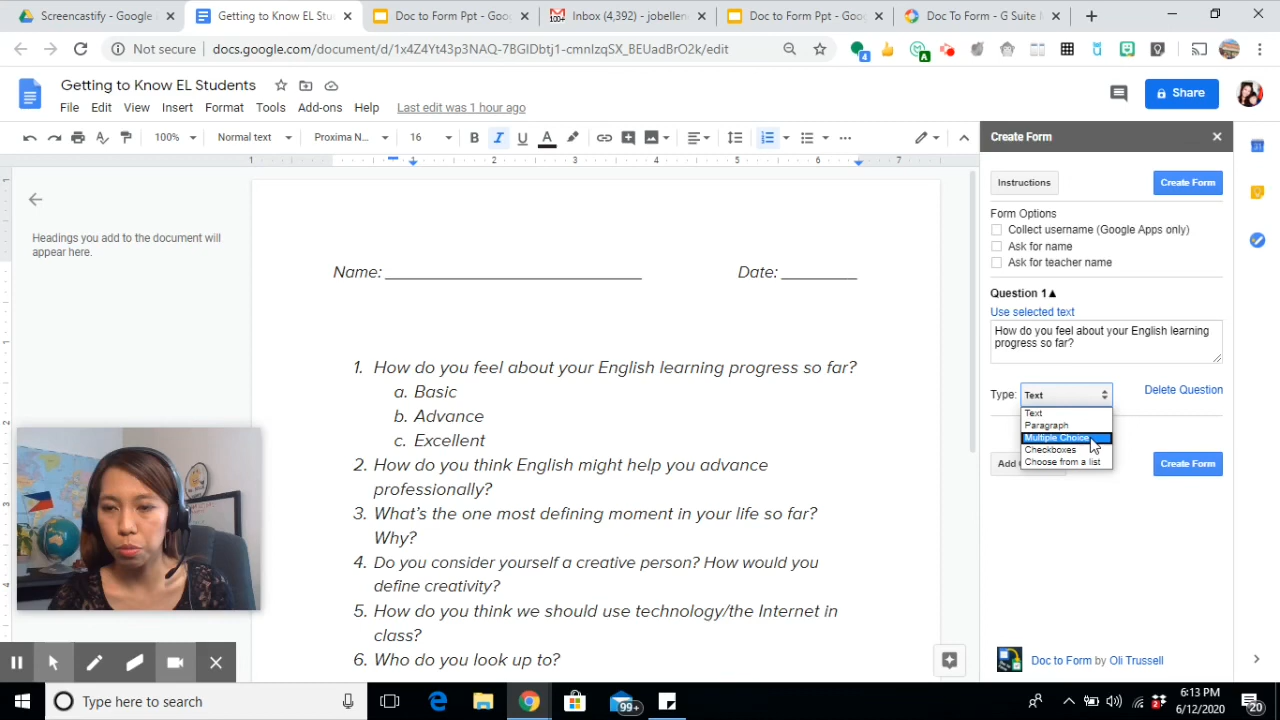 Screencastify - Google
Getting to Know EL Stu
Doc to Form Ppt - Goo
Inbox (4,392) - jobeller
Doc to Form Ppt - Goo
Doc To Form - G Suite M
Not secure
docs.google.com/document/d/1x4Z4Yt43p3NAQ-7BGlDbtj1-cmnlzqSX_BEUadBrO2k/edit
Getting to Know EL Students
File Edit View Insert Format Tools Add-ons Help Last edit was 1 hour ago
Share
100% Normal text Proxima N... 16 B I U A
Create Form
Instructions
Create Form
Form Options
Collect username (Google Apps only)
Ask for name
Ask for teacher name
Question 1▲
Use selected text
How do you feel about your English learning
progress so far?
Type: Text
Delete Question
Text
Paragraph
Multiple Choice
Checkboxes
Choose from a list
Add
Create Form
Doc to Form by Oli Trussell
Headings you add to the document will
appear here.
Name: ____________________ Date: ________
1. How do you feel about your English learning progress so far?
a. Basic
b. Advance
c. Excellent
2. How do you think English might help you advance
professionally?
3. What's the one most defining moment in your life so far?
Why?
4. Do you consider yourself a creative person? How would you
define creativity?
5. How do you think we should use technology/the Internet in
class?
6. Who do you look up to?
Type here to search
99+
6:13 PM
6/12/2020
20